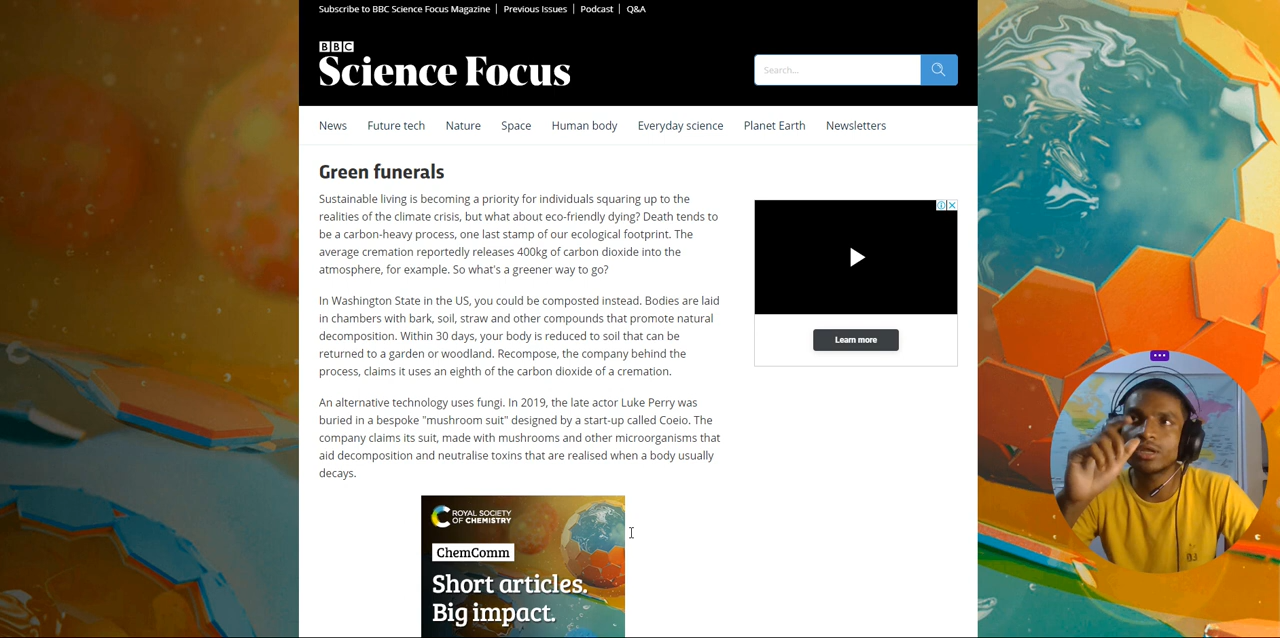 Subscribe to BBC Science Focus Magazine | Previous Issues | Podcast | Q&A
BBC
Science Focus
Search...
News Future tech Nature Space Human body Everyday science Planet Earth Newsletters
Green funerals
Sustainable living is becoming a priority for individuals squaring up to the
realities of the climate crisis, but what about eco-friendly dying? Death tends to
be a carbon-heavy process, one last stamp of our ecological footprint. The
average cremation reportedly releases 400kg of carbon dioxide into the
atmosphere, for example. So what's a greener way to go?
In Washington State in the US, you could be composted instead. Bodies are laid
in chambers with bark, soil, straw and other compounds that promote natural
decomposition. Within 30 days, your body is reduced to soil that can be
returned to a garden or woodland. Recompose, the company behind the
process, claims it uses an eighth of the carbon dioxide of a cremation.
An alternative technology uses fungi. In 2019, the late actor Luke Perry was
buried in a bespoke "mushroom suit" designed by a start-up called Coeio. The
company claims its suit, made with mushrooms and other microorganisms that
aid decomposition and neutralise toxins that are realised when a body usually
decays.
Learn more
ROYAL SOCIETY
OF CHEMISTRY
ChemComm
Short articles.
Big impact.
03